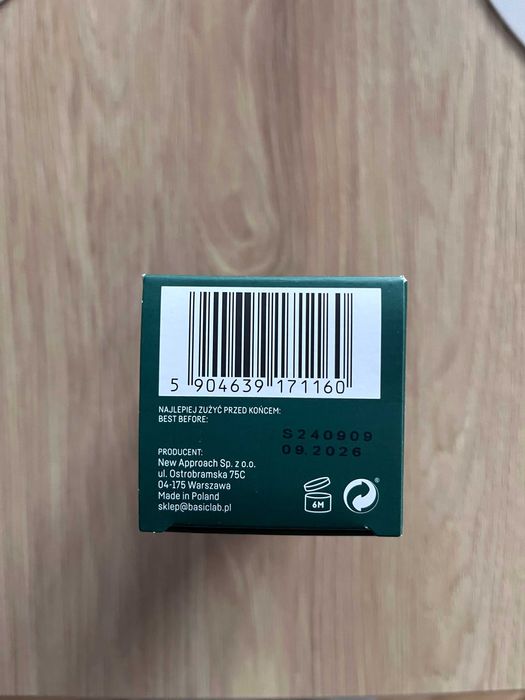 5 904639 171160
NAJLEPIEJ ZUŻYĆ PRZED KOŃCEM:
BEST BEFORE:
S240909
09.2026
PRODUCENT:
New Approach Sp. z o.o.
ul. Ostrobramska 75C
04-175 Warszawa
Made in Poland
sklep@basiclab.pl
6M